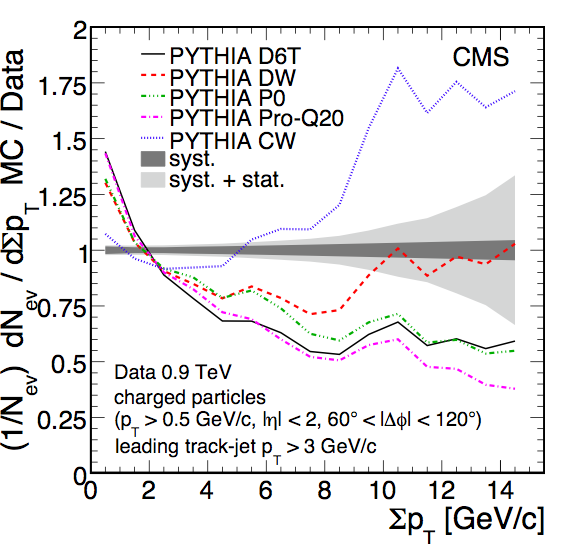 (1/N_ev) dN_ev / dΣp_T MC / Data
2
1.75
1.5
1.25
1
0.75
0.5
0.25
0
PYTHIA D6T
PYTHIA DW
PYTHIA P0
PYTHIA Pro-Q20
PYTHIA CW
syst.
syst. + stat.
CMS
Data 0.9 TeV
charged particles
(p_T > 0.5 GeV/c, |η| < 2, 60° < |Δϕ| < 120°)
leading track-jet p_T > 3 GeV/c
0 2 4 6 8 10 12 14
Σp_T [GeV/c]